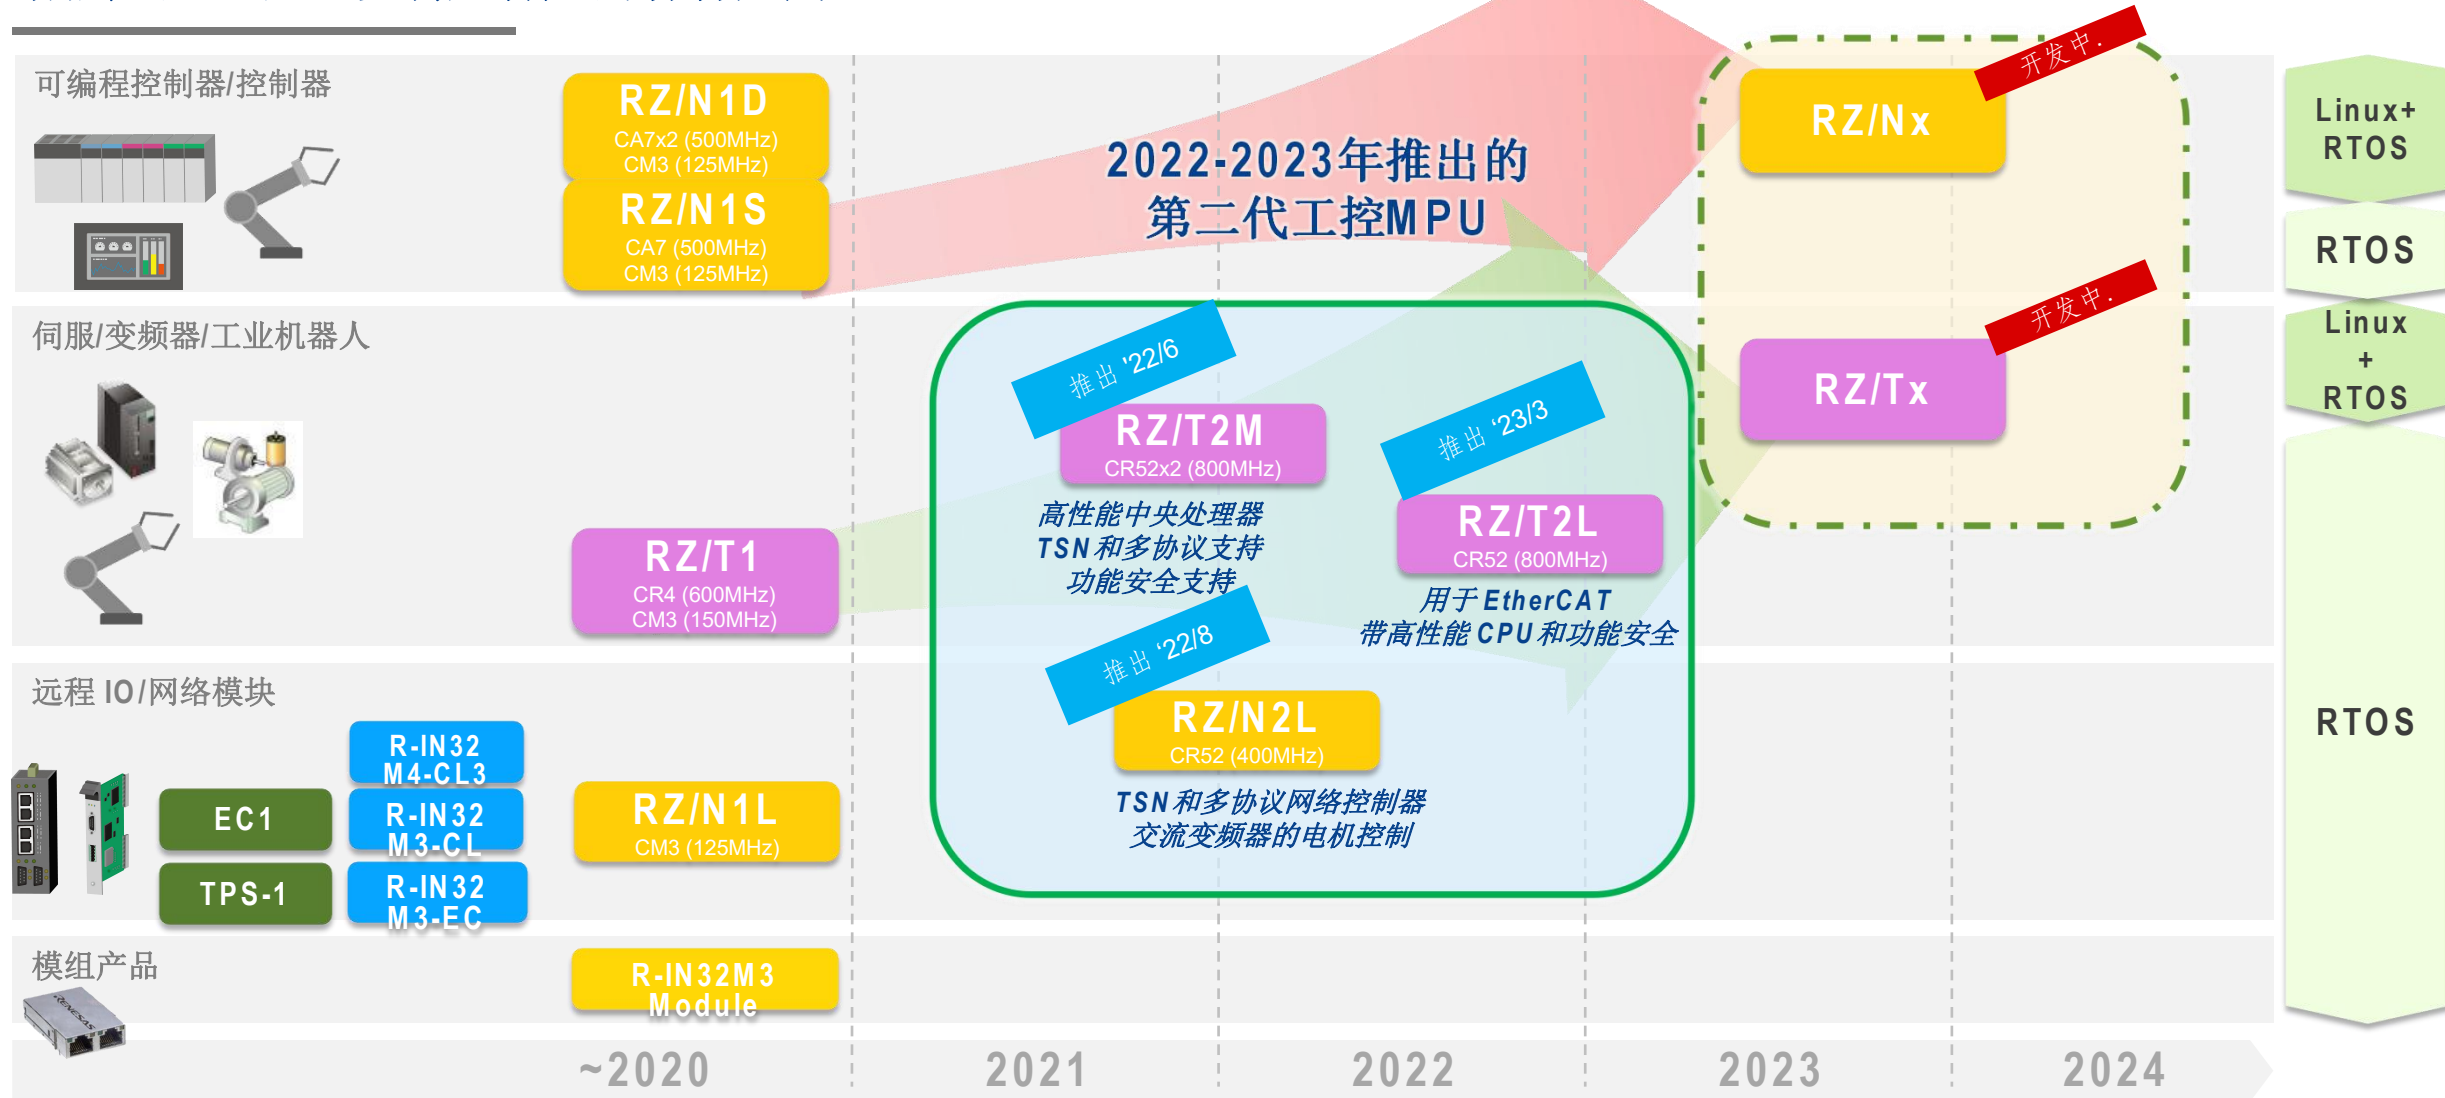 可编程控制器/控制器
RZ/N1D
CA7x2 (500MHz)
CM3 (125MHz)
RZ/N1S
CA7 (500MHz)
CM3 (125MHz)
2022-2023年推出的
第二代工控MPU
开发中.
RZ/Nx
Linux+
RTOS
RTOS
伺服/变频器/工业机器人
推出 '22/6
RZ/T2M
CR52x2 (800MHz)
高性能中央处理器
TSN和多协议支持
功能安全支持
推出 ‘23/3
RZ/T2L
CR52 (800MHz)
用于 EtherCAT
带高性能 CPU和功能安全
开发中.
RZ/Tx
Linux
+
RTOS
RZ/T1
CR4 (600MHz)
CM3 (150MHz)
推出 ‘22/8
RZ/N2L
CR52 (400MHz)
TSN和多协议网络控制器
交流变频器的电机控制
远程 IO/网络模块
R-IN32
M4-CL3
EC1
R-IN32
M3-CL
TPS-1
R-IN32
M3-EC
RZ/N1L
CM3 (125MHz)
RTOS
模组产品
RENESAS
R-IN32M3
Module
~2020
2021
2022
2023
2024